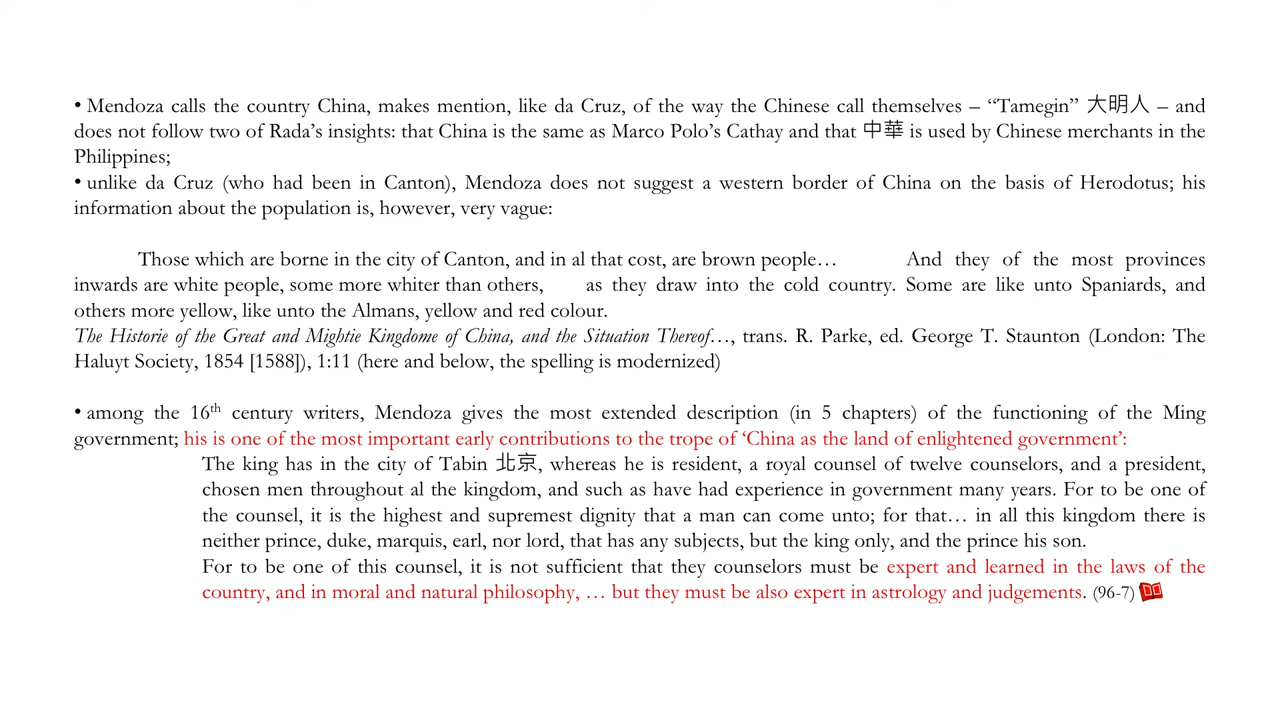 • Mendoza calls the country China, makes mention, like da Cruz, of the way the Chinese call themselves – “Tamegin” 大明人 – and
does not follow two of Rada’s insights: that China is the same as Marco Polo’s Cathay and that 中華 is used by Chinese merchants in the
Philippines;
• unlike da Cruz (who had been in Canton), Mendoza does not suggest a western border of China on the basis of Herodotus; his
information about the population is, however, very vague:
Those which are borne in the city of Canton, and in al that cost, are brown people… And they of the most provinces
inwards are white people, some more whiter than others, as they draw into the cold country. Some are like unto Spaniards, and
others more yellow, like unto the Almans, yellow and red colour.
The Historie of the Great and Mightie Kingdome of China, and the Situation Thereof…, trans. R. Parke, ed. George T. Staunton (London: The
Haluyt Society, 1854 [1588]), 1:11 (here and below, the spelling is modernized)
• among the 16th century writers, Mendoza gives the most extended description (in 5 chapters) of the functioning of the Ming
government; his is one of the most important early contributions to the trope of ‘China as the land of enlightened government’:
The king has in the city of Tabin 北京, whereas he is resident, a royal counsel of twelve counselors, and a president,
chosen men throughout al the kingdom, and such as have had experience in government many years. For to be one of
the counsel, it is the highest and supremest dignity that a man can come unto; for that… in all this kingdom there is
neither prince, duke, marquis, earl, nor lord, that has any subjects, but the king only, and the prince his son.
For to be one of this counsel, it is not sufficient that they counselors must be expert and learned in the laws of the
country, and in moral and natural philosophy, … but they must be also expert in astrology and judgements. (96-7)